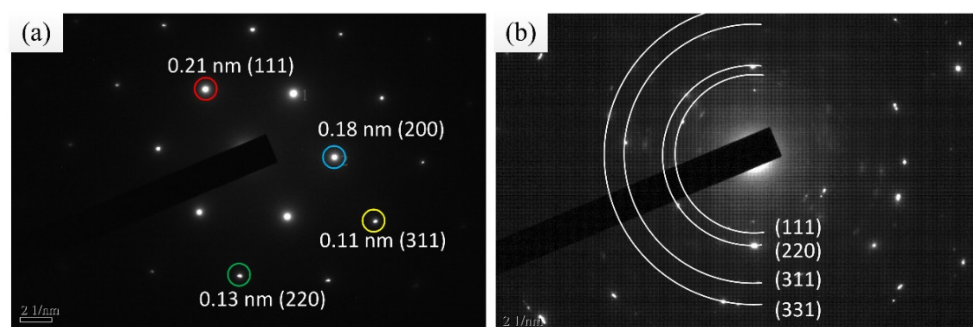 (a)
0.21 nm (111)
0.18 nm (200)
0.11 nm (311)
0.13 nm (220)
2 1/nm
(b)
(111)
(220)
(311)
(331)
2 1/nm